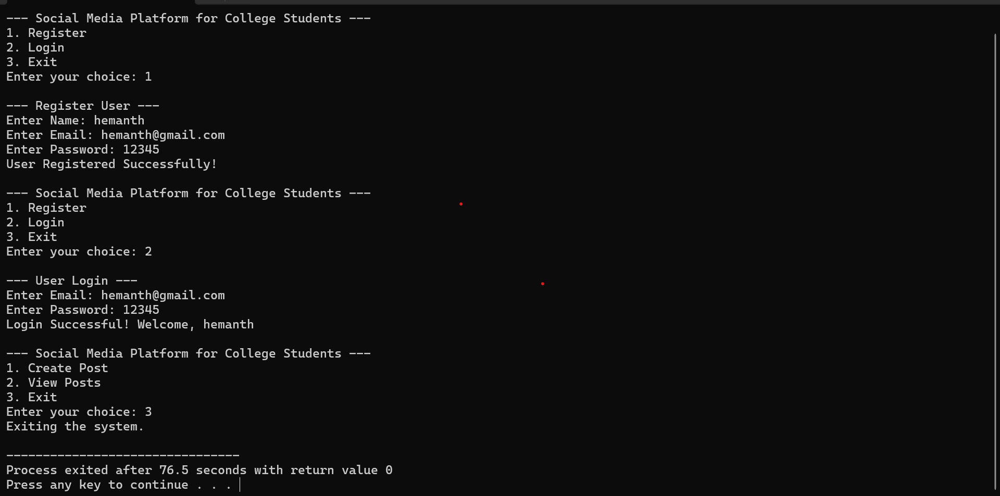 --- Social Media Platform for College Students ---
1. Register
2. Login
3. Exit
Enter your choice: 1

--- Register User ---
Enter Name: hemanth
Enter Email: hemanth@gmail.com
Enter Password: 12345
User Registered Successfully!

--- Social Media Platform for College Students ---
1. Register
2. Login
3. Exit
Enter your choice: 2

--- User Login ---
Enter Email: hemanth@gmail.com
Enter Password: 12345
Login Successful! Welcome, hemanth

--- Social Media Platform for College Students ---
1. Create Post
2. View Posts
3. Exit
Enter your choice: 3
Exiting the system.

--------------------------------
Process exited after 76.5 seconds with return value 0
Press any key to continue . . .